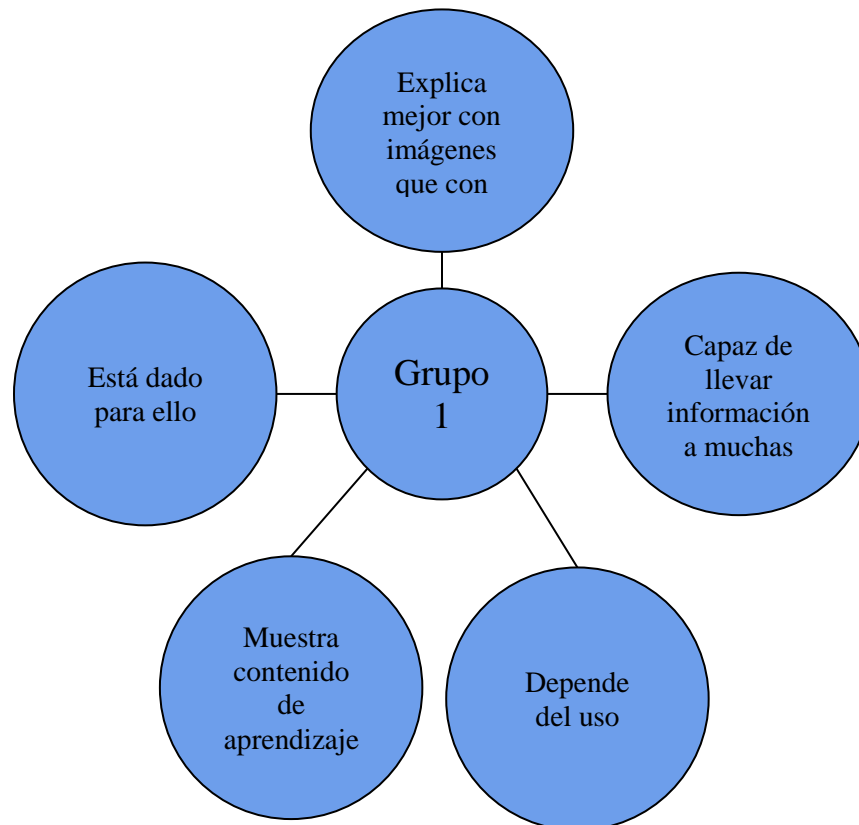 Explica
mejor con
imágenes
que con
Capaz de
llevar
información
a muchas
Grupo
1
Está dado
para ello
Muestra
contenido
de
aprendizaje
Depende
del uso